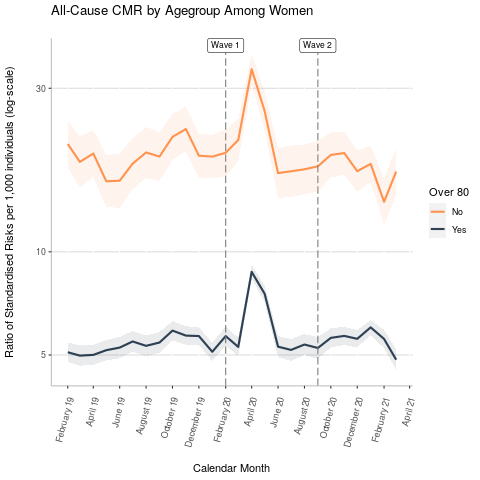 All-Cause CMR by Agegroup Among Women
Ratio of Standardised Risks per 1,000 individuals (log-scale)
30
10
5
Wave 1
Wave 2
Over 80
No
Yes
February 19
April 19
June 19
August 19
October 19
December 19
February 20
April 20
June 20
August 20
October 20
December 20
February 21
April 21
Calendar Month